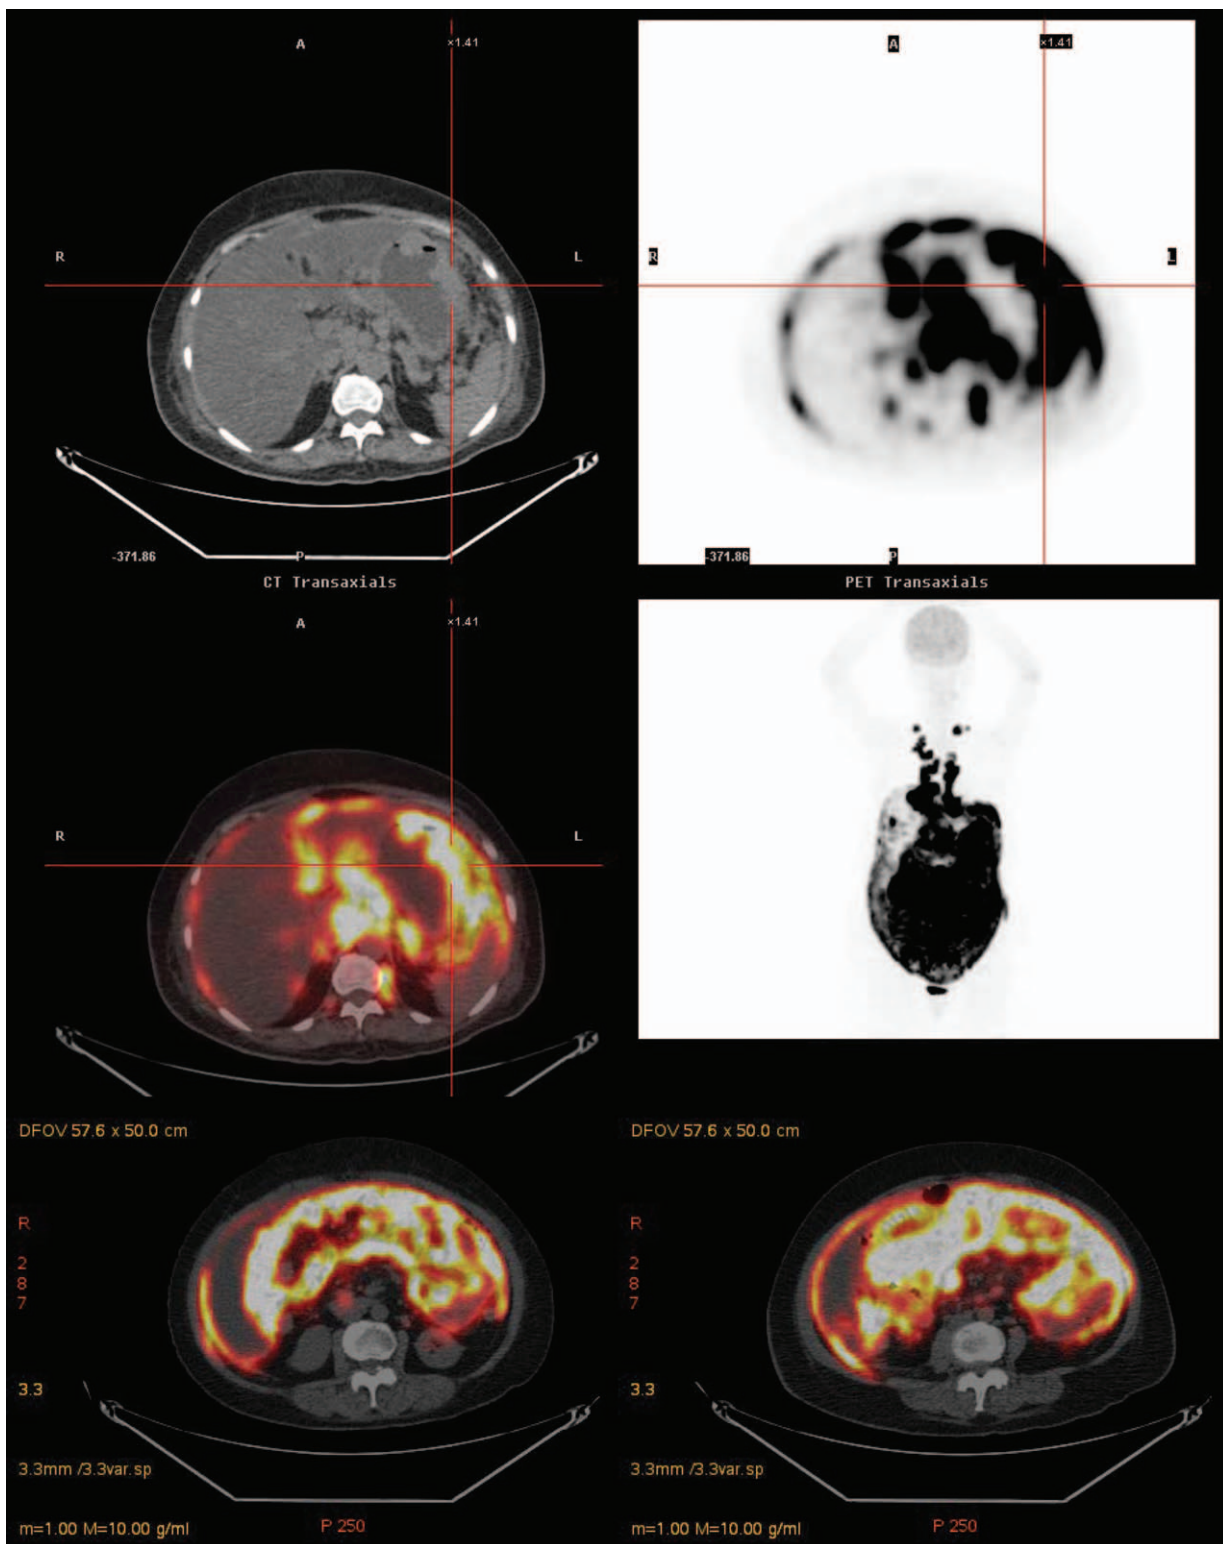 A
×1.41
R
L
-371.86
P
CT Transaxials
A
×1.41
R
L
-371.86
P
PET Transaxials
A
×1.41
R
L
DFOV 57.6 x 50.0 cm
R
2
8
7
3.3
3.3mm /3.3var.sp
m=1.00 M=10.00 g/ml
P 250
DFOV 57.6 x 50.0 cm
R
2
8
7
3.3
3.3mm /3.3var.sp
m=1.00 M=10.00 g/ml
P 250